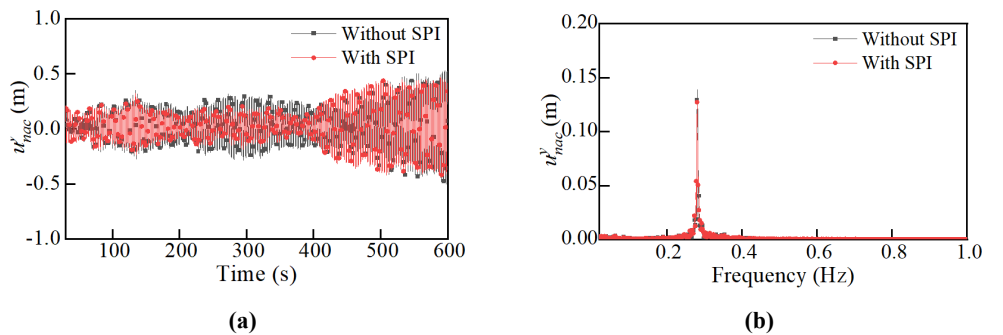 1.0
0.5
0.0
-0.5
-1.0
u^y_nac (m)
Without SPI
With SPI
100 200 300 400 500 600
Time (s)
(a)
0.20
0.15
0.10
0.05
0.00
u^y_nac (m)
Without SPI
With SPI
0.2 0.4 0.6 0.8 1.0
Frequency (Hz)
(b)